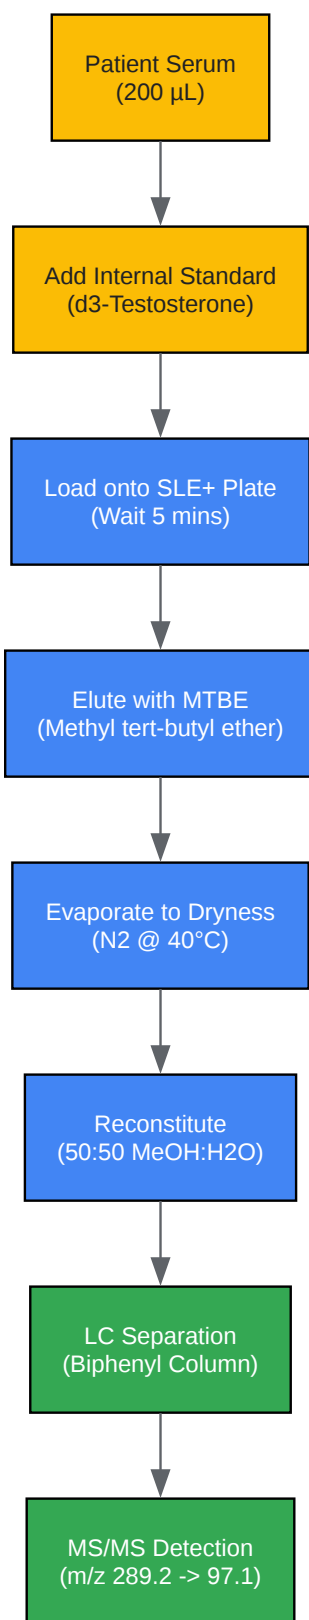 Patient Serum
(200 µL)
Add Internal Standard
(d3-Testosterone)
Load onto SLE+ Plate
(Wait 5 mins)
Elute with MTBE
(Methyl tert-butyl ether)
Evaporate to Dryness
(N2 @ 40°C)
Reconstitute
(50:50 MeOH:H2O)
LC Separation
(Biphenyl Column)
MS/MS Detection
(m/z 289.2 -> 97.1)